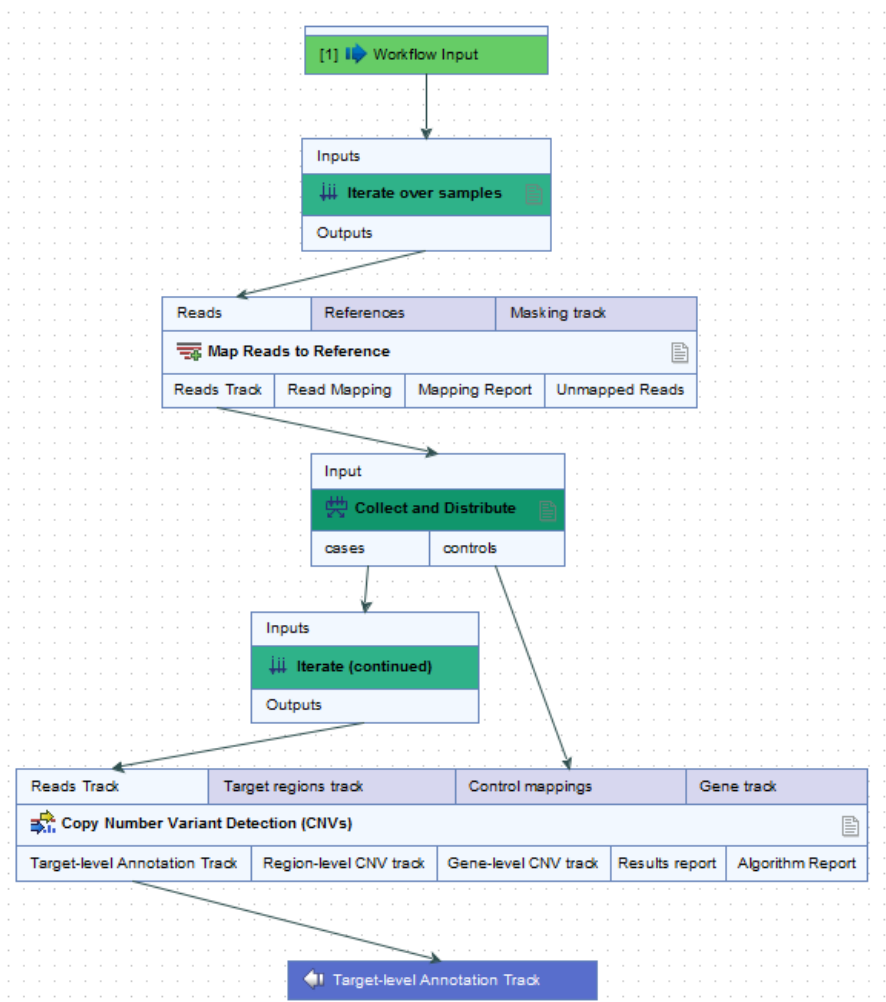 [1] Workflow Input
Inputs
Iterate over samples
Outputs
Reads References Masking track
Map Reads to Reference
Reads Track Read Mapping Mapping Report Unmapped Reads
Input
Collect and Distribute
cases controls
Inputs
Iterate (continued)
Outputs
Reads Track Target regions track Control mappings Gene track
Copy Number Variant Detection (CNVs)
Target-level Annotation Track Region-level CNV track Gene-level CNV track Results report Algorithm Report
Target-level Annotation Track